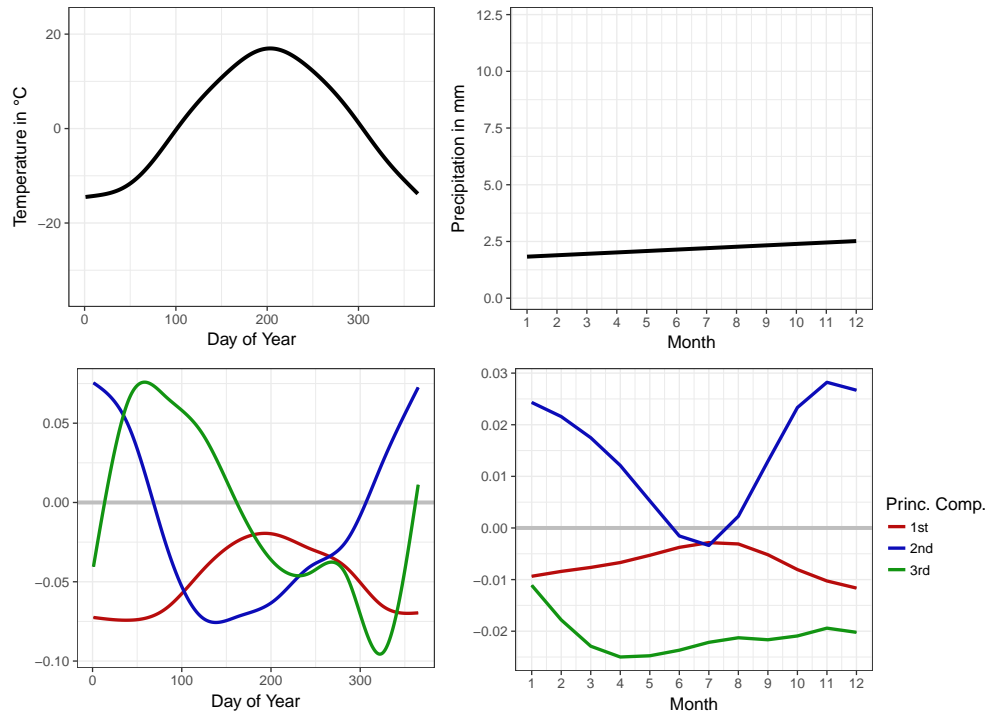 20
0
−20
Temperature in °C
0
100
200
300
Day of Year
12.5
10.0
7.5
5.0
2.5
0.0
Precipitation in mm
1 2 3 4 5 6 7 8 9 10 11 12
Month
0.05
0.00
−0.05
−0.10
0
100
200
300
Day of Year
0.03
0.02
0.01
0.00
−0.01
−0.02
1 2 3 4 5 6 7 8 9 10 11 12
Month
Princ. Comp.
1st
2nd
3rd